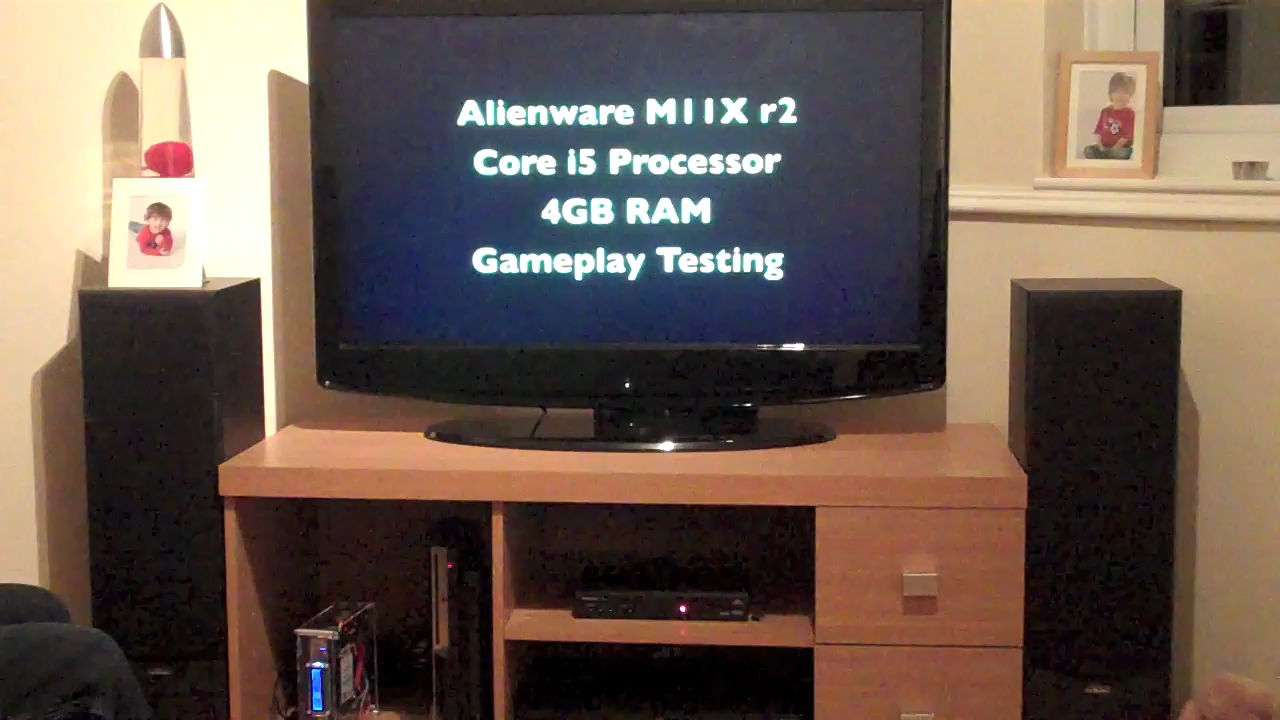 Alienware M11X r2
Core i5 Processor
4GB RAM
Gameplay Testing